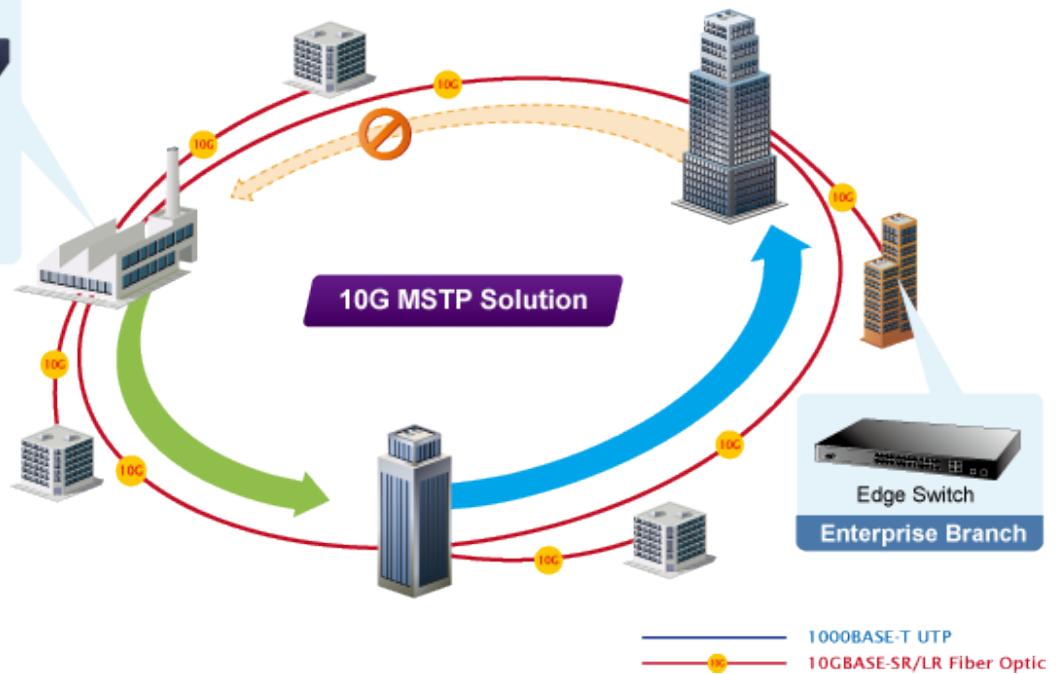 10G
10G
10G
10G MSTP Solution
10G
10G
10G
10G
Edge Switch
Enterprise Branch
1000BASE-T UTP
10G
10GBASE-SR/LR Fiber Optic